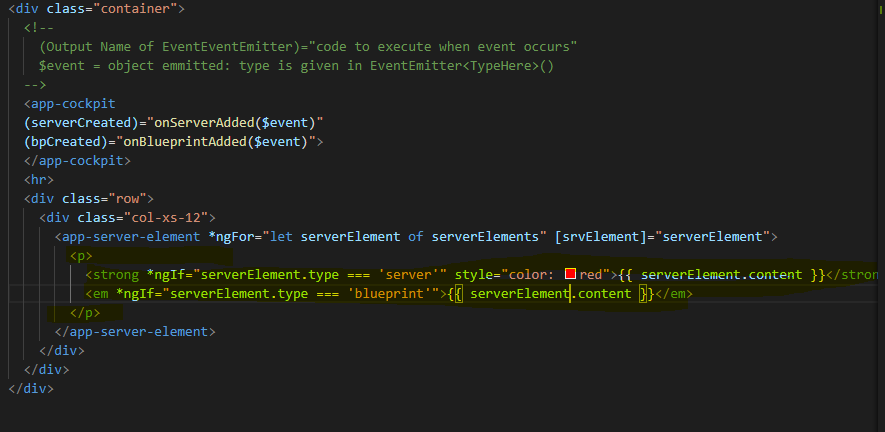 <div class="container">
<!--
(Output Name of EventEventEmitter)="code to execute when event occurs"
$event = object emmitted: type is given in EventEmitter<TypeHere>()
-->
<app-cockpit
(serverCreated)="onServerAdded($event)"
(bpCreated)="onBlueprintAdded($event)">
</app-cockpit>
<hr>
<div class="row">
<div class="col-xs-12">
<app-server-element *ngFor="let serverElement of serverElements" [srvElement]="serverElement">
<p>
<strong *ngIf="serverElement.type === 'server'" style="color: red">{{ serverElement.content }}</stron
<em *ngIf="serverElement.type === 'blueprint'">{{ serverElement.content }}</em>
</p>
</app-server-element>
</div>
</div>
</div>